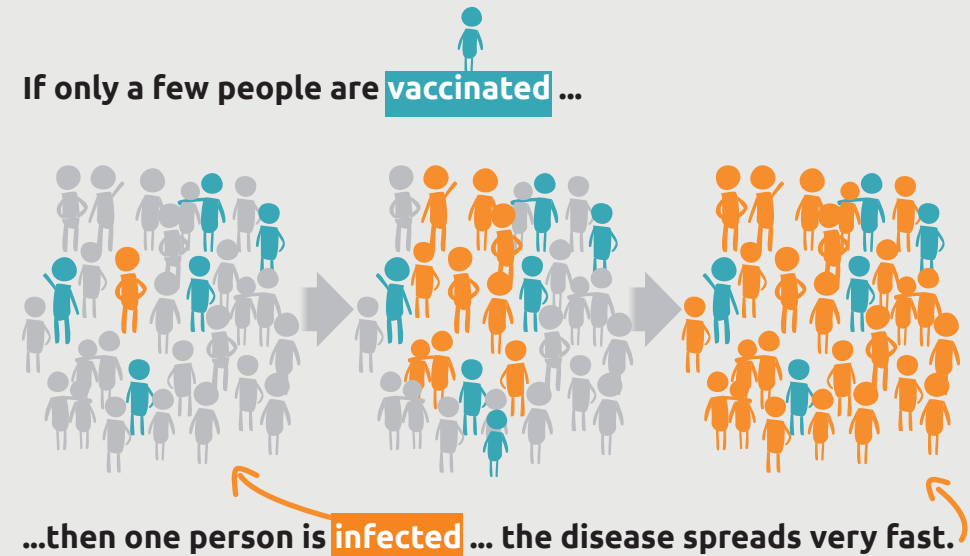 If only a few people are vaccinated ...
...then one person is infected ... the disease spreads very fast.